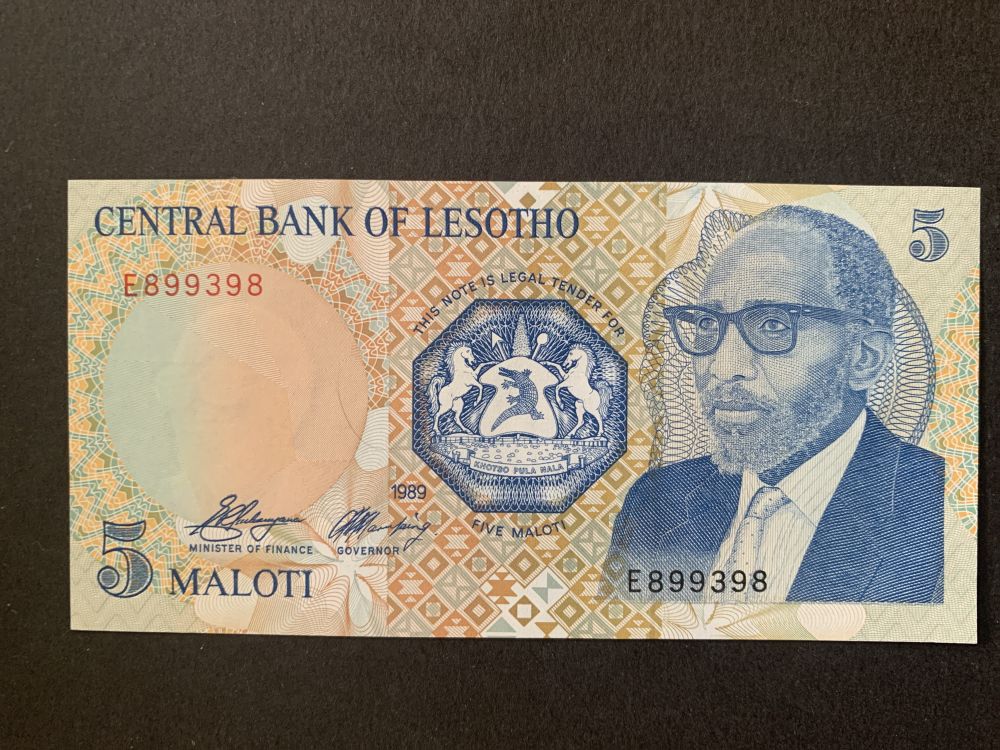 CENTRAL BANK OF LESOTHO
5
E899398
THIS NOTE IS LEGAL TENDER FOR
KHOTSO PULA NALA
1989
FIVE MALOTI
MINISTER OF FINANCE
GOVERNOR
5 MALOTI
E899398